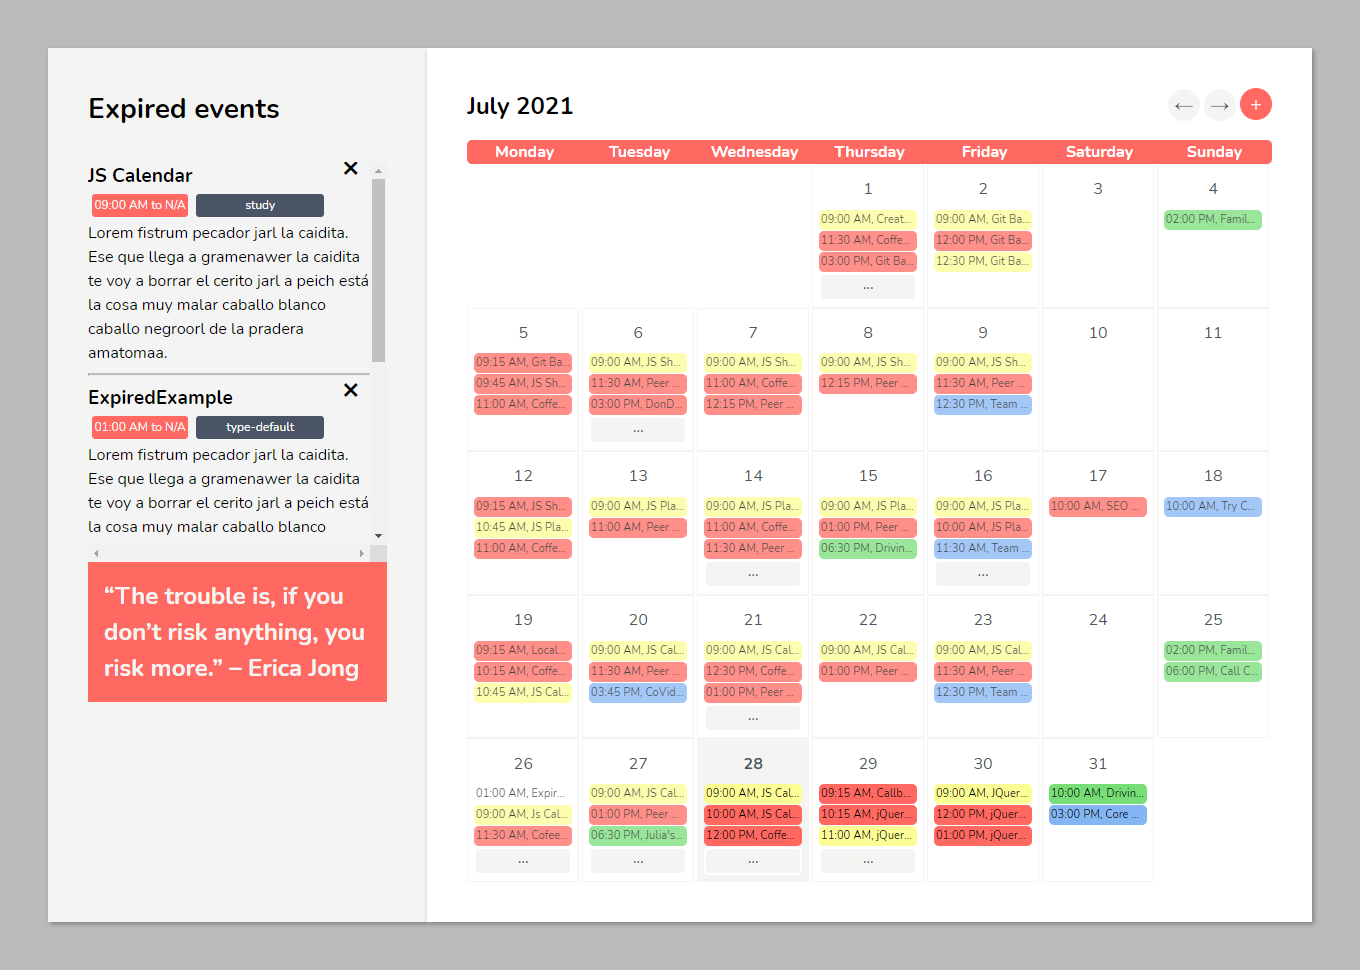 Expired events
JS Calendar
09:00 AM to N/A study
Lorem fistrum pecador jarl la caidita.
Ese que llega a gramenawer la caidita
te voy a borrar el cerito jarl a peich está
la cosa muy malar caballo blanco
caballo negroorl de la pradera
amatomaa.
ExpiredExample
01:00 AM to N/A type-default
Lorem fistrum pecador jarl la caidita.
Ese que llega a gramenawer la caidita
te voy a borrar el cerito jarl a peich está
la cosa muy malar caballo blanco
“The trouble is, if you
don’t risk anything, you
risk more.” – Erica Jong
July 2021
← → +
Monday Tuesday Wednesday Thursday Friday Saturday Sunday
1 2 3 4
09:00 AM, Creat... 09:00 AM, Git Ba... 02:00 PM, Famil...
11:30 AM, Coffe... 12:00 PM, Git Ba...
03:00 PM, Git Ba... 12:30 PM, Git Ba...
...
5 6 7 8 9 10 11
09:15 AM, Git Ba... 09:00 AM, JS Sh... 09:00 AM, JS Sh... 09:00 AM, JS Sh... 09:00 AM, JS Sh...
09:45 AM, JS Sh... 11:30 AM, Peer ... 11:00 AM, Coffe... 12:15 PM, Peer ... 11:30 AM, Peer ...
11:00 AM, Coffe... 03:00 PM, DonD... 12:15 PM, Peer ... 12:30 PM, Team ...
...
12 13 14 15 16 17 18
09:15 AM, JS Sh... 09:00 AM, JS Pla... 09:00 AM, JS Pla... 09:00 AM, JS Pla... 09:00 AM, JS Pla... 10:00 AM, SEO ... 10:00 AM, Try C...
10:45 AM, JS Pla... 11:00 AM, Peer ... 11:00 AM, Coffe... 01:00 PM, Peer ... 10:00 AM, JS Pla...
11:00 AM, Coffe... 11:30 AM, Peer ... 06:30 PM, Drivin... 11:30 AM, Team ...
... ...
19 20 21 22 23 24 25
09:15 AM, Local... 09:00 AM, JS Cal... 09:00 AM, JS Cal... 09:00 AM, JS Cal... 09:00 AM, JS Cal... 02:00 PM, Famil...
10:15 AM, Coffe... 11:30 AM, Peer ... 12:30 PM, Coffe... 01:00 PM, Peer ... 11:30 AM, Peer ... 06:00 PM, Call C...
10:45 AM, JS Cal... 03:45 PM, CoVid... 01:00 PM, Peer ... 12:30 PM, Team ...
...
26 27 28 29 30 31
01:00 AM, Expir... 09:00 AM, JS Cal... 09:00 AM, JS Cal... 09:15 AM, Callb... 09:00 AM, JQuer... 10:00 AM, Drivin...
09:00 AM, Js Cal... 01:00 PM, Peer ... 10:00 AM, JS Cal... 10:15 AM, jQuer... 12:00 PM, jQuer... 03:00 PM, Core ...
11:30 AM, Cofee... 06:30 PM, Julia's... 12:00 PM, Coffe... 11:00 AM, jQuer... 01:00 PM, jQuer...
... ... ... ...